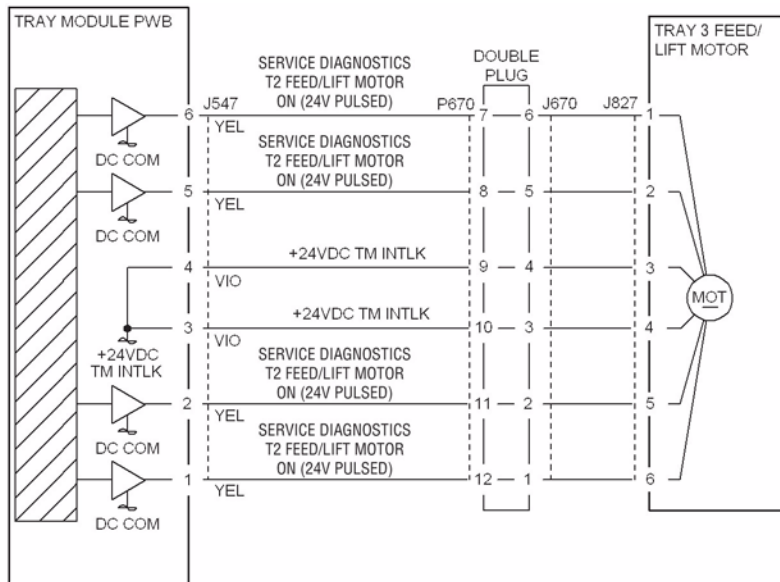 TRAY MODULE PWB
TRAY 3 FEED/
LIFT MOTOR
DOUBLE
PLUG
SERVICE DIAGNOSTICS
T2 FEED/LIFT MOTOR
ON (24V PULSED)
J547
P670
J670
J827
6
7
6
1
YEL
DC COM
SERVICE DIAGNOSTICS
T2 FEED/LIFT MOTOR
ON (24V PULSED)
5
8
5
2
YEL
DC COM
+24VDC TM INTLK
4
9
4
3
VIO
MOT
+24VDC TM INTLK
3
10
3
4
VIO
+24VDC
TM INTLK
SERVICE DIAGNOSTICS
T2 FEED/LIFT MOTOR
ON (24V PULSED)
2
11
2
5
YEL
DC COM
SERVICE DIAGNOSTICS
T2 FEED/LIFT MOTOR
ON (24V PULSED)
1
12
1
6
YEL
DC COM